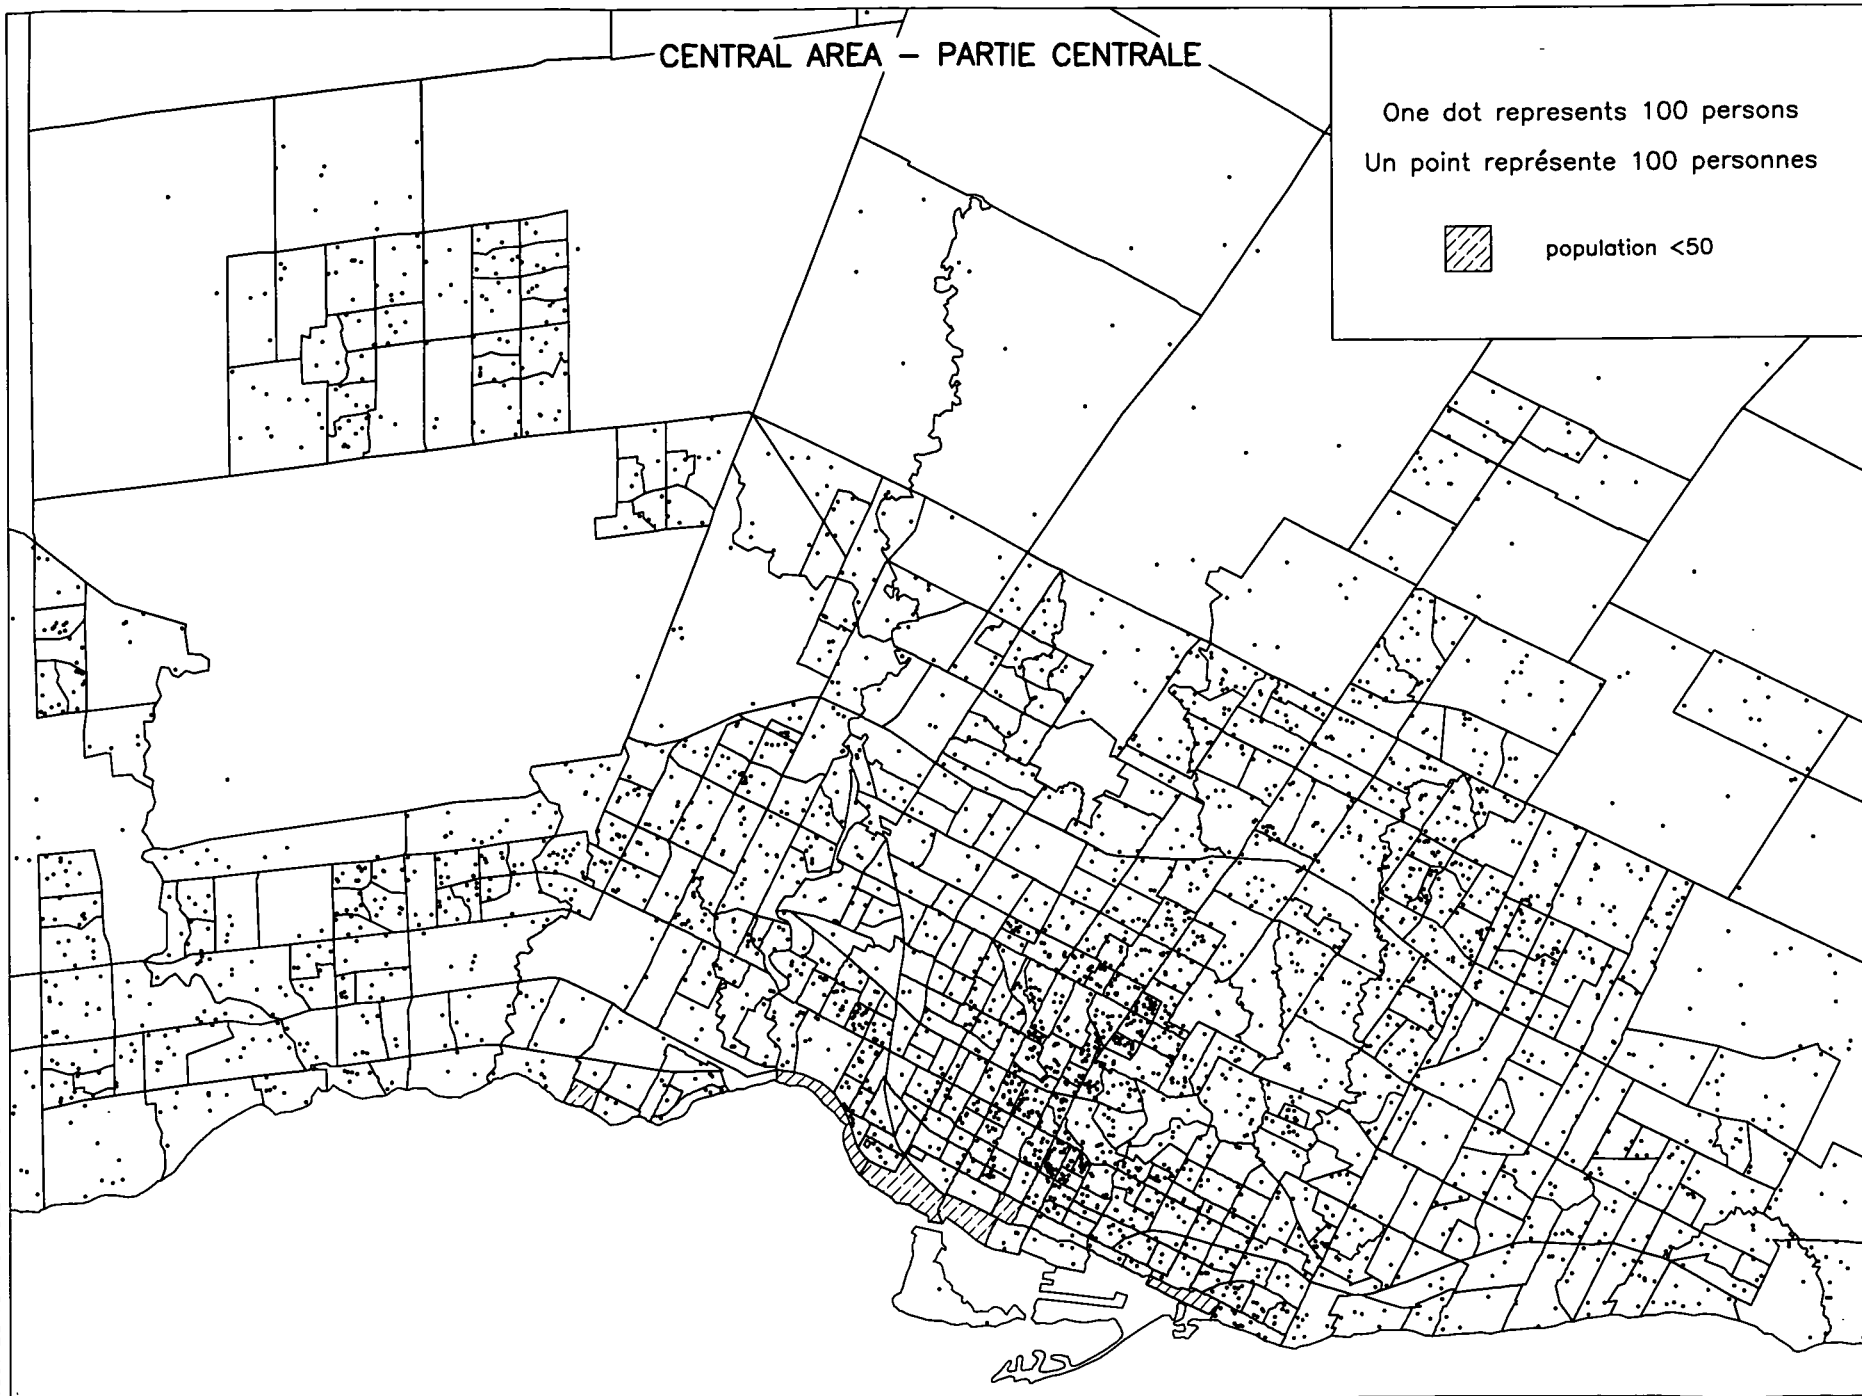 CENTRAL AREA – PARTIE CENTRALE
One dot represents 100 persons
Un point représente 100 personnes
population <50